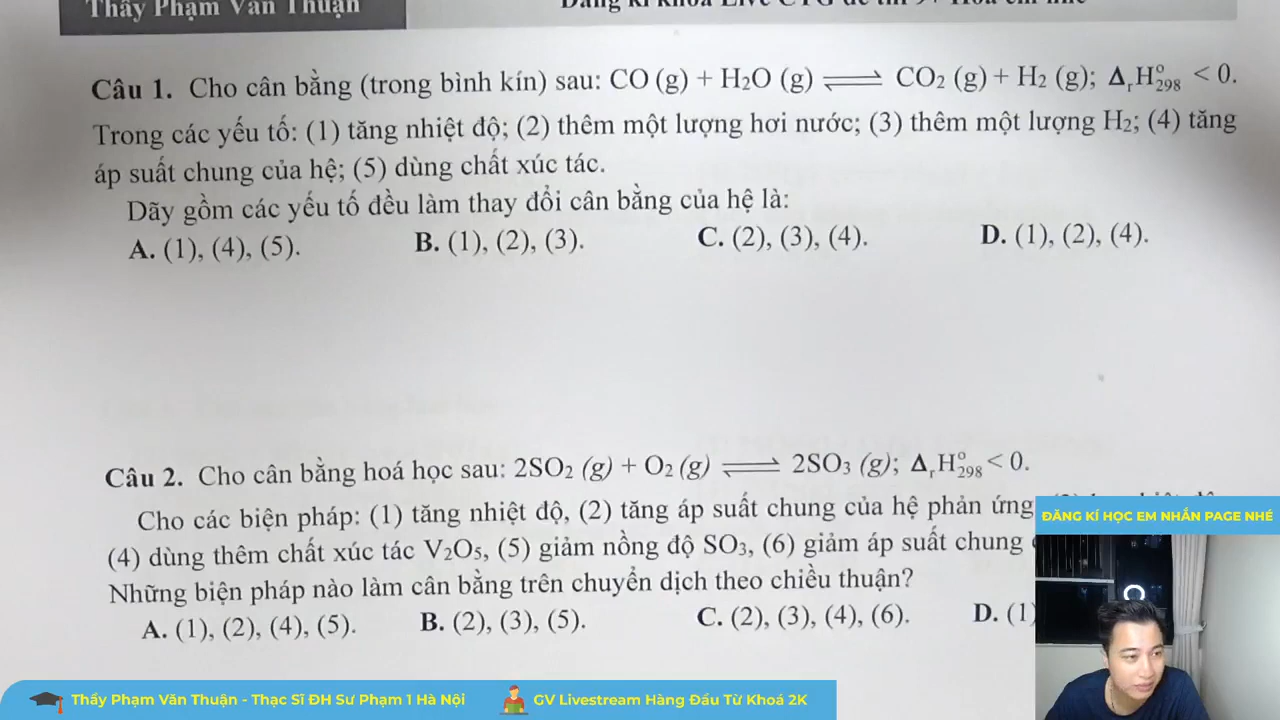 Thầy Phạm Văn Thuận
Câu 1. Cho cân bằng (trong bình kín) sau: CO (g) + H₂O (g) ⇌ CO₂ (g) + H₂ (g); ΔᵣH°₂₉₈ < 0.
Trong các yếu tố: (1) tăng nhiệt độ; (2) thêm một lượng hơi nước; (3) thêm một lượng H₂; (4) tăng
áp suất chung của hệ; (5) dùng chất xúc tác.
Dãy gồm các yếu tố đều làm thay đổi cân bằng của hệ là:
A. (1), (4), (5). B. (1), (2), (3). C. (2), (3), (4). D. (1), (2), (4).
Câu 2. Cho cân bằng hoá học sau: 2SO₂ (g) + O₂ (g) ⇌ 2SO₃ (g); ΔᵣH°₂₉₈ < 0.
Cho các biện pháp: (1) tăng nhiệt độ, (2) tăng áp suất chung của hệ phản ứng
(4) dùng thêm chất xúc tác V₂O₅, (5) giảm nồng độ SO₃, (6) giảm áp suất chung
Những biện pháp nào làm cân bằng trên chuyển dịch theo chiều thuận?
A. (1), (2), (4), (5). B. (2), (3), (5). C. (2), (3), (4), (6). D. (1)
ĐĂNG KÍ HỌC EM NHẮN PAGE NHÉ
Thầy Phạm Văn Thuận - Thạc Sĩ ĐH Sư Phạm 1 Hà Nội GV Livestream Hàng Đầu Từ Khoá 2K